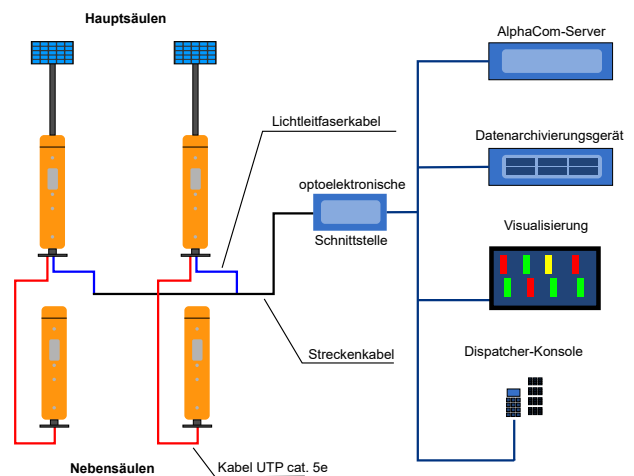 Hauptsäulen
AlphaCom-Server
Lichtleitfaserkabel
Datenarchivierungsgerät
optoelektronische
Schnittstelle
Visualisierung
Streckenkabel
Dispatcher-Konsole
Nebensäulen
Kabel UTP cat. 5e